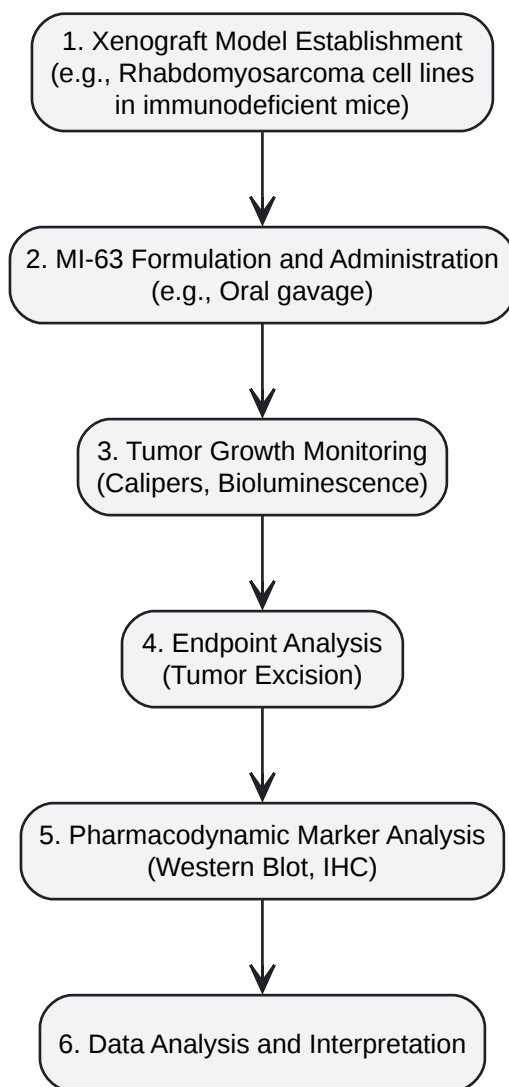 1. Xenograft Model Establishment
(e.g., Rhabdomyosarcoma cell lines
in immunodeficient mice)
2. MI-63 Formulation and Administration
(e.g., Oral gavage)
3. Tumor Growth Monitoring
(Calipers, Bioluminescence)
4. Endpoint Analysis
(Tumor Excision)
5. Pharmacodynamic Marker Analysis
(Western Blot, IHC)
6. Data Analysis and Interpretation